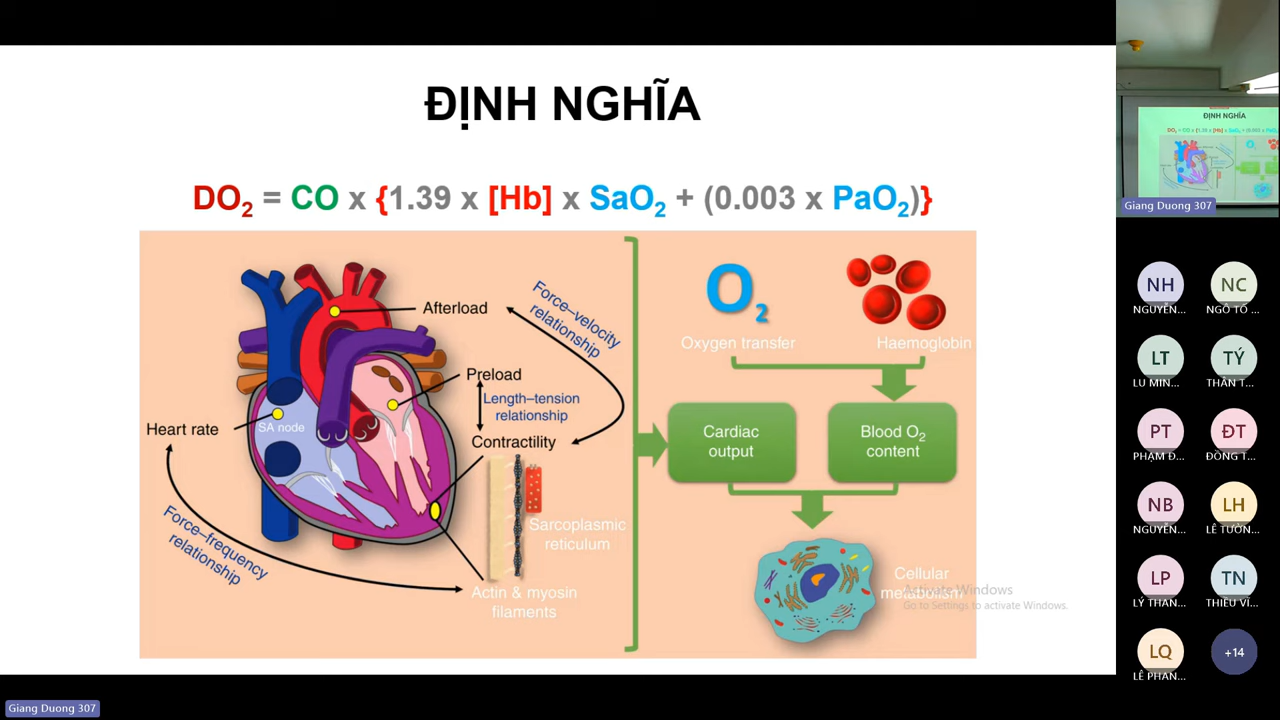 ĐỊNH NGHĨA
DO₂ = CO x {1.39 x [Hb] x SaO₂ + (0.003 x PaO₂)}
Afterload
Force–velocity
relationship
Preload
Length–tension
relationship
Contractility
Heart rate
SA node
Force–frequency
relationship
Sarcoplasmic
reticulum
Actin & myosin
filaments
O₂
Oxygen transfer
Haemoglobin
Cardiac
output
Blood O₂
content
Cellular
metabolism
Activate Windows
Go to Settings to activate Windows.
Giang Duong 307
ĐỊNH NGHĨA
Giang Duong 307
NH
NGUYỄN...
NC
NGÔ TỐ ...
LT
LU MIN...
TÝ
THÂN T...
PT
PHẠM Đ...
ĐT
ĐỒNG T...
NB
NGUYỄN...
LH
LÊ TƯỜN...
LP
LÝ THAN...
TN
THIỀU VĨ...
LQ
LÊ PHAN...
+14